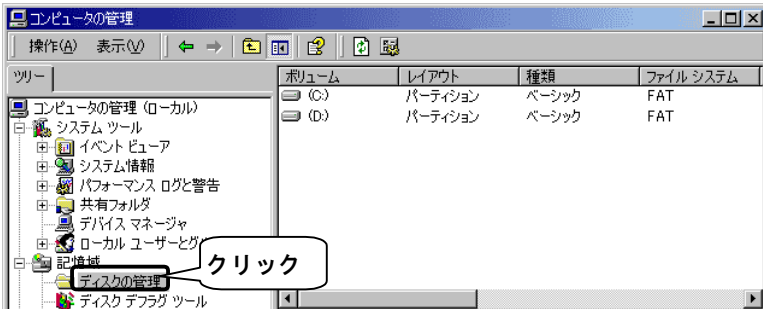 コンピュータの管理
操作(A) 表示(V)
ツリー
ボリューム レイアウト 種類 ファイル システム
(C:) パーティション ベーシック FAT
(D:) パーティション ベーシック FAT
コンピュータの管理 (ローカル)
システム ツール
イベント ビューア
システム情報
パフォーマンス ログと警告
共有フォルダ
デバイス マネージャ
ローカル ユーザーとグル
記憶域
ディスクの管理
クリック
ディスク デフラグ ツール